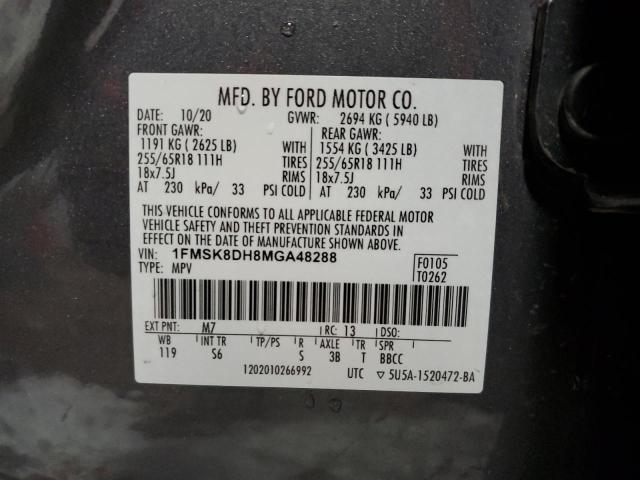 MFD. BY FORD MOTOR CO.
DATE: 10/20 GVWR: 2694 KG ( 5940 LB)
FRONT GAWR: REAR GAWR:
1191 KG ( 2625 LB) WITH 1554 KG ( 3425 LB) WITH
255/65R18 111H TIRES 255/65R18 111H TIRES
18x7.5J RIMS 18x7.5J RIMS
AT 230 kPa/ 33 PSI COLD AT 230 kPa/ 33 PSI COLD
THIS VEHICLE CONFORMS TO ALL APPLICABLE FEDERAL MOTOR
VEHICLE SAFETY AND THEFT PREVENTION STANDARDS IN
EFFECT ON THE DATE OF MANUFACTURE SHOWN ABOVE.
VIN: 1FMSK8DH8MGA48288 F0105
TYPE: MPV T0262
EXT PNT: M7 RC: 13 DSO:
WB INT TR TP/PS R AXLE TR SPR
119 S6 S 3B T BBCC
1202010266992 UTC ▽ 5U5A-1520472-BA